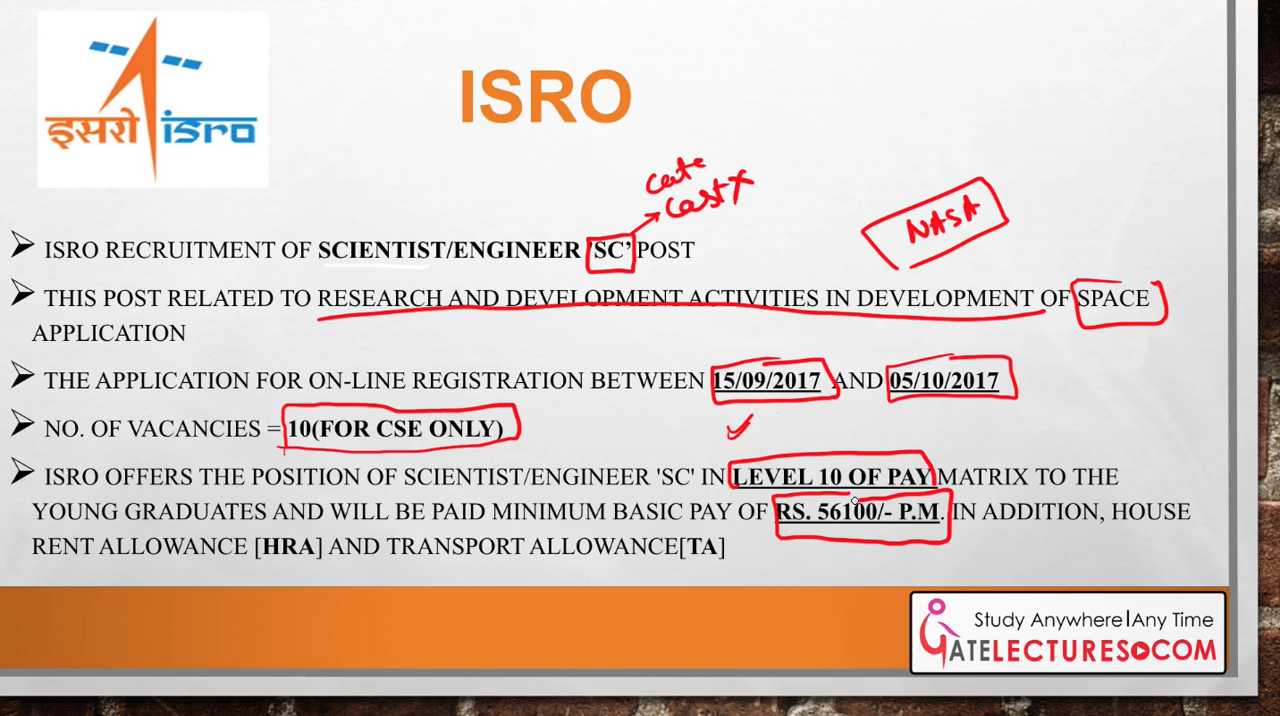 इसरो isro
ISRO
Cate
Cast X
NASA
ISRO RECRUITMENT OF SCIENTIST/ENGINEER 'SC' POST
THIS POST RELATED TO RESEARCH AND DEVELOPMENT ACTIVITIES IN DEVELOPMENT OF SPACE
APPLICATION
THE APPLICATION FOR ON-LINE REGISTRATION BETWEEN 15/09/2017 AND 05/10/2017
NO. OF VACANCIES = 10(FOR CSE ONLY)
ISRO OFFERS THE POSITION OF SCIENTIST/ENGINEER 'SC' IN LEVEL 10 OF PAY MATRIX TO THE
YOUNG GRADUATES AND WILL BE PAID MINIMUM BASIC PAY OF RS. 56100/- P.M. IN ADDITION, HOUSE
RENT ALLOWANCE [HRA] AND TRANSPORT ALLOWANCE[TA]
Study Anywhere|Any Time
GATELECTURES.COM